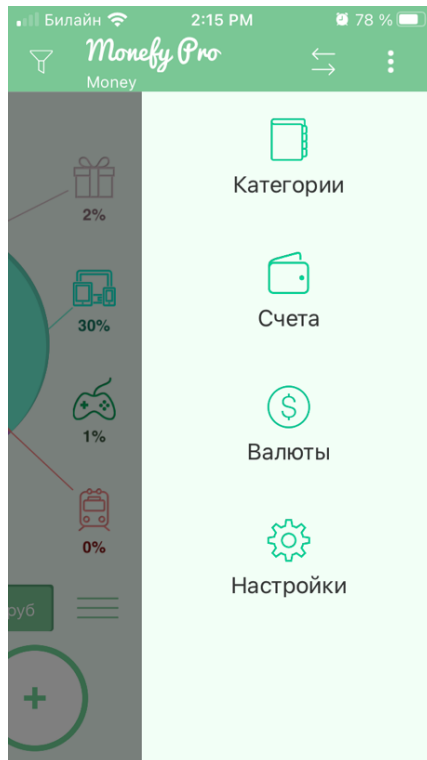 Билайн 2:15 PM 78 %
Monefy Pro
Money
Категории
2%
Счета
30%
Валюты
1%
Настройки
0%
руб
+